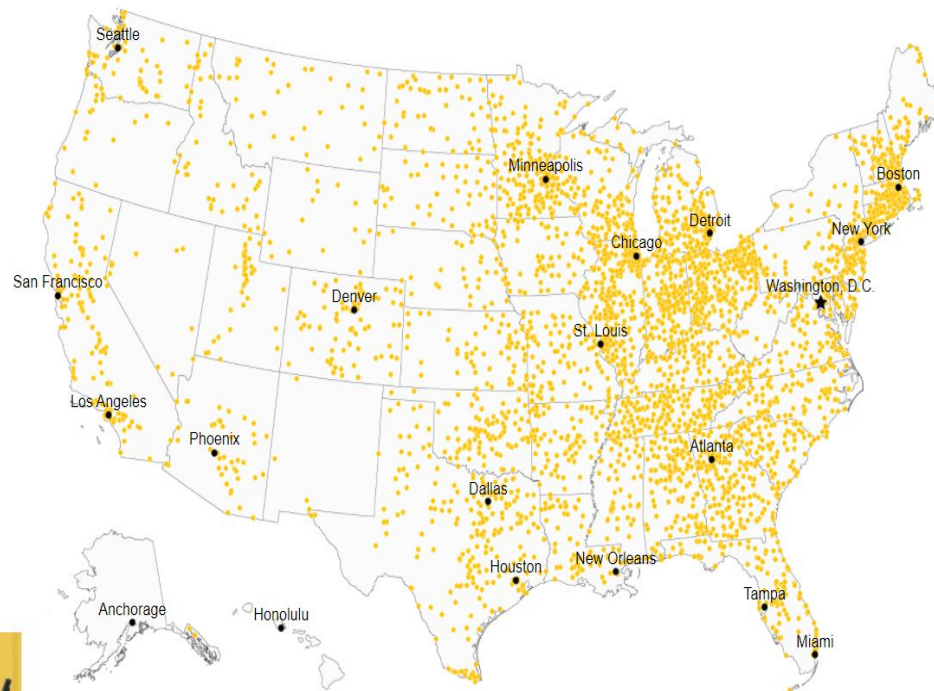 Seattle
Minneapolis
Boston
Detroit
New York
Chicago
San Francisco
Washington, D.C.
Denver
St. Louis
Los Angeles
Phoenix
Atlanta
Dallas
New Orleans
Houston
Tampa
Anchorage
Honolulu
Miami